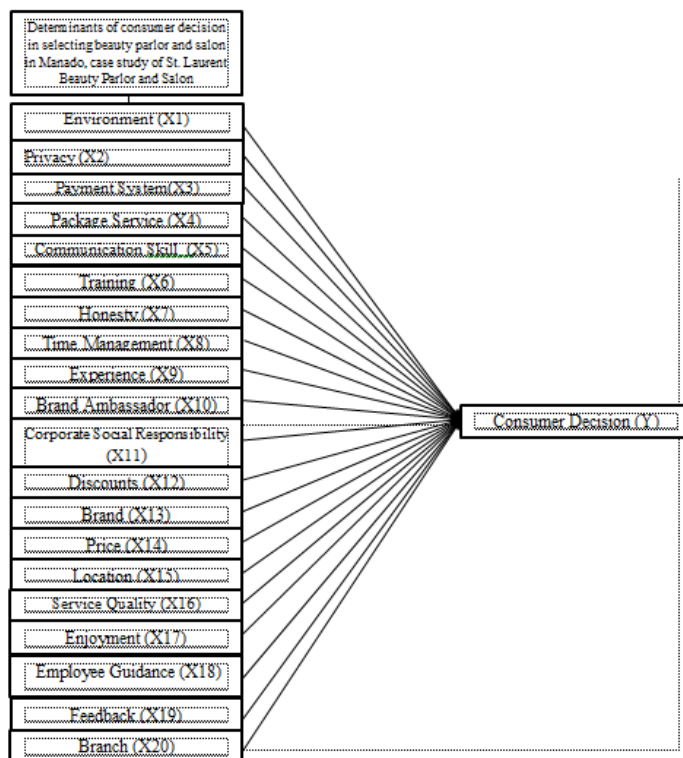 Determinants of consumer decision
in selecting beauty parlor and salon
in Manado, case study of St. Laurent
Beauty Parlor and Salon
Environment (X1)
Privacy (X2)
Payment System(X3)
Package Service (X4)
Communication Skill (X5)
Training (X6)
Honesty (X7)
Time Management (X8)
Experience (X9)
Brand Ambassador (X10)
Corporate Social Responsibility
(X11)
Discounts (X12)
Brand (X13)
Price (X14)
Location (X15)
Service Quality (X16)
Enjoyment (X17)
Employee Guidance (X18)
Feedback (X19)
Branch (X20)
Consumer Decision (Y)